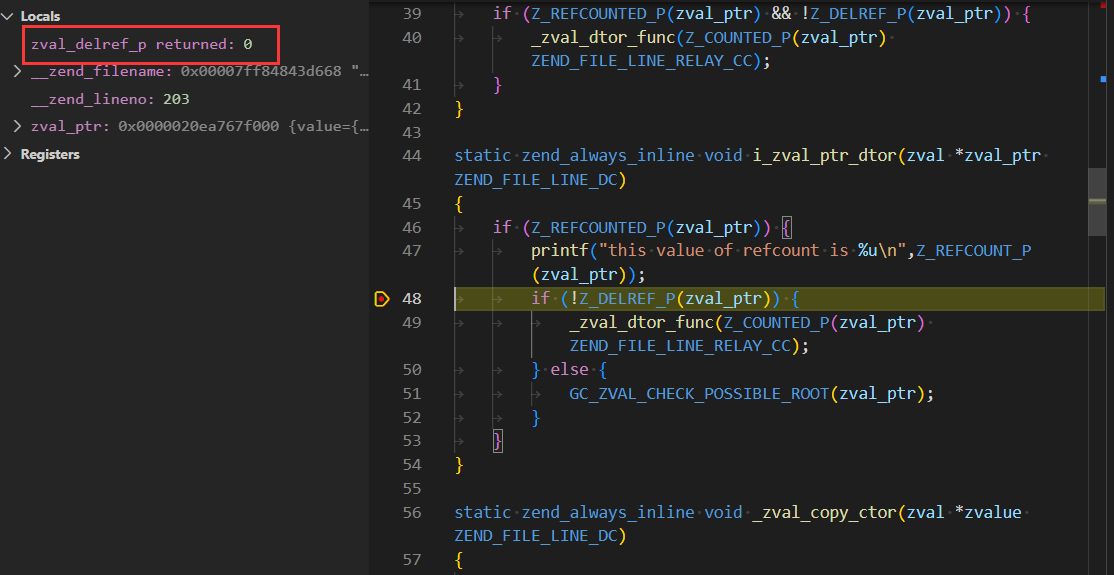 Locals
zval_delref_p returned: 0
__zend_filename: 0x00007ff84843d668 "…
__zend_lineno: 203
zval_ptr: 0x0000020ea767f000 {value={…
Registers
39 if (Z_REFCOUNTED_P(zval_ptr) && !Z_DELREF_P(zval_ptr)) {
40 _zval_dtor_func(Z_COUNTED_P(zval_ptr)
ZEND_FILE_LINE_RELAY_CC);
41 }
42 }
43
44 static zend_always_inline void i_zval_ptr_dtor(zval *zval_ptr
ZEND_FILE_LINE_DC)
45 {
46 if (Z_REFCOUNTED_P(zval_ptr)) {
47 printf("this value of refcount is %u\n",Z_REFCOUNT_P
(zval_ptr));
48 if (!Z_DELREF_P(zval_ptr)) {
49 _zval_dtor_func(Z_COUNTED_P(zval_ptr)
ZEND_FILE_LINE_RELAY_CC);
50 } else {
51 GC_ZVAL_CHECK_POSSIBLE_ROOT(zval_ptr);
52 }
53 }
54 }
55
56 static zend_always_inline void _zval_copy_ctor(zval *zvalue
ZEND_FILE_LINE_DC)
57 {